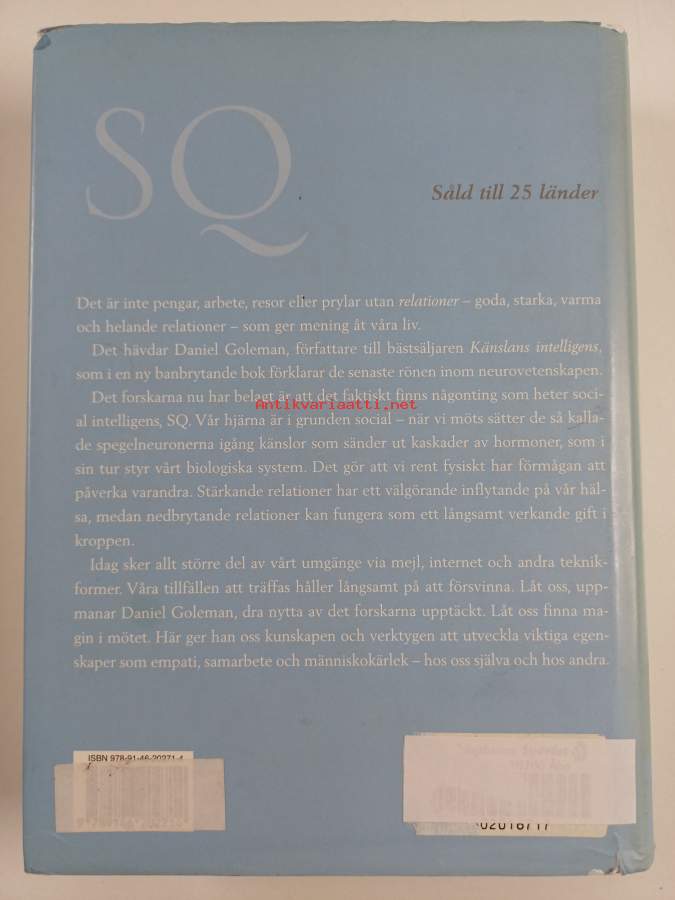 SQ
Såld till 25 länder
Det är inte pengar, arbete, resor eller prylar utan relationer – goda, starka, varma
och helande relationer – som ger mening åt våra liv.
Det hävdar Daniel Goleman, författare till bästsäljaren Känslans intelligens,
som i en ny banbrytande bok förklarar de senaste rönen inom neurovetenskapen.
Det forskarna nu har belagt är att det faktiskt finns någonting som heter soci-
Antikvariaatti.net
al intelligens, SQ. Vår hjärna är i grunden social – när vi möts sätter de så kalla-
de spegelneuronerna igång känslor som sänder ut kaskader av hormoner, som i
sin tur styr vårt biologiska system. Det gör att vi rent fysiskt har förmågan att
påverka varandra. Stärkande relationer har ett välgörande inflytande på vår häl-
sa, medan nedbrytande relationer kan fungera som ett långsamt verkande gift i
kroppen.
Idag sker allt större del av vårt umgänge via mejl, internet och andra teknik-
former. Våra tillfällen att träffas håller långsamt på att försvinna. Låt oss, upp-
manar Daniel Goleman, dra nytta av det forskarna upptäckt. Låt oss finna ma-
gin i mötet. Här ger han oss kunskapen och verktygen att utveckla viktiga egen-
skaper som empati, samarbete och människokärlek – hos oss själva och hos andra.
ISBN 978-91-46-20271-4